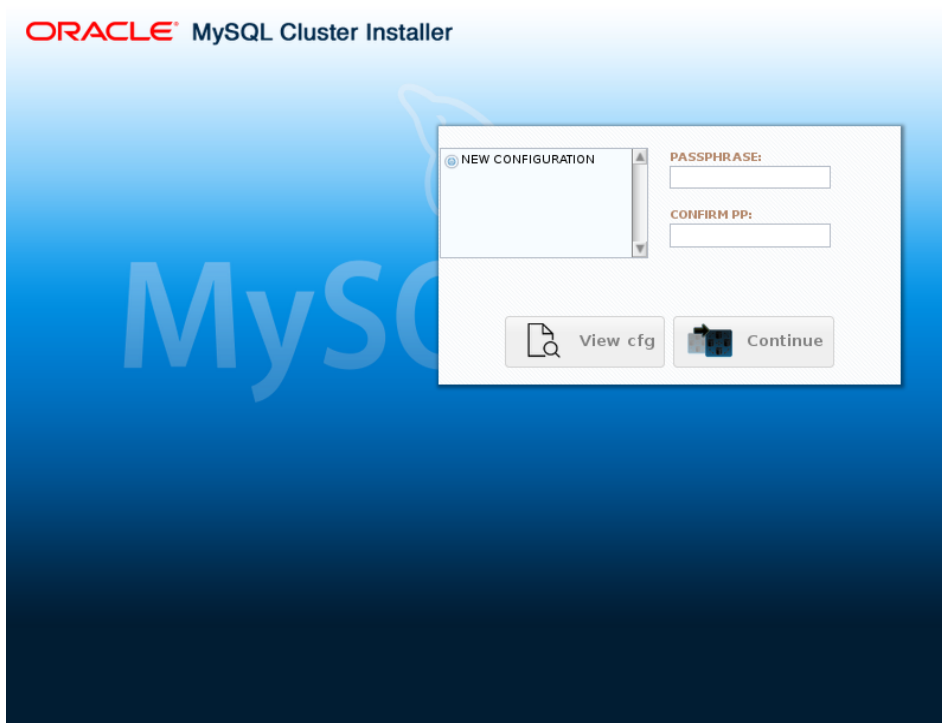 ORACLE® MySQL Cluster Installer
NEW CONFIGURATION
PASSPHRASE:
CONFIRM PP:
View cfg
Continue
MySQ